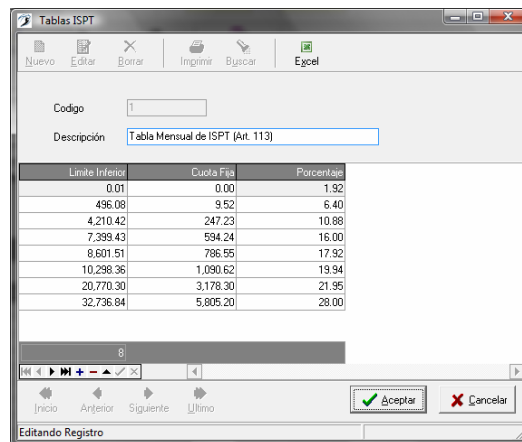 Tablas ISPT
Nuevo Editar Borrar Imprimir Buscar Excel
Codigo 1
Descripción Tabla Mensual de ISPT (Art. 113)
Limite Inferior Cuota Fija Porcentaje
0.01 0.00 1.92
496.08 9.52 6.40
4,210.42 247.23 10.88
7,399.43 594.24 16.00
8,601.51 786.55 17.92
10,298.36 1,090.62 19.94
20,770.30 3,178.30 21.95
32,736.84 5,805.20 28.00
8
Inicio Anterior Siguiente Ultimo Aceptar Cancelar
Editando Registro